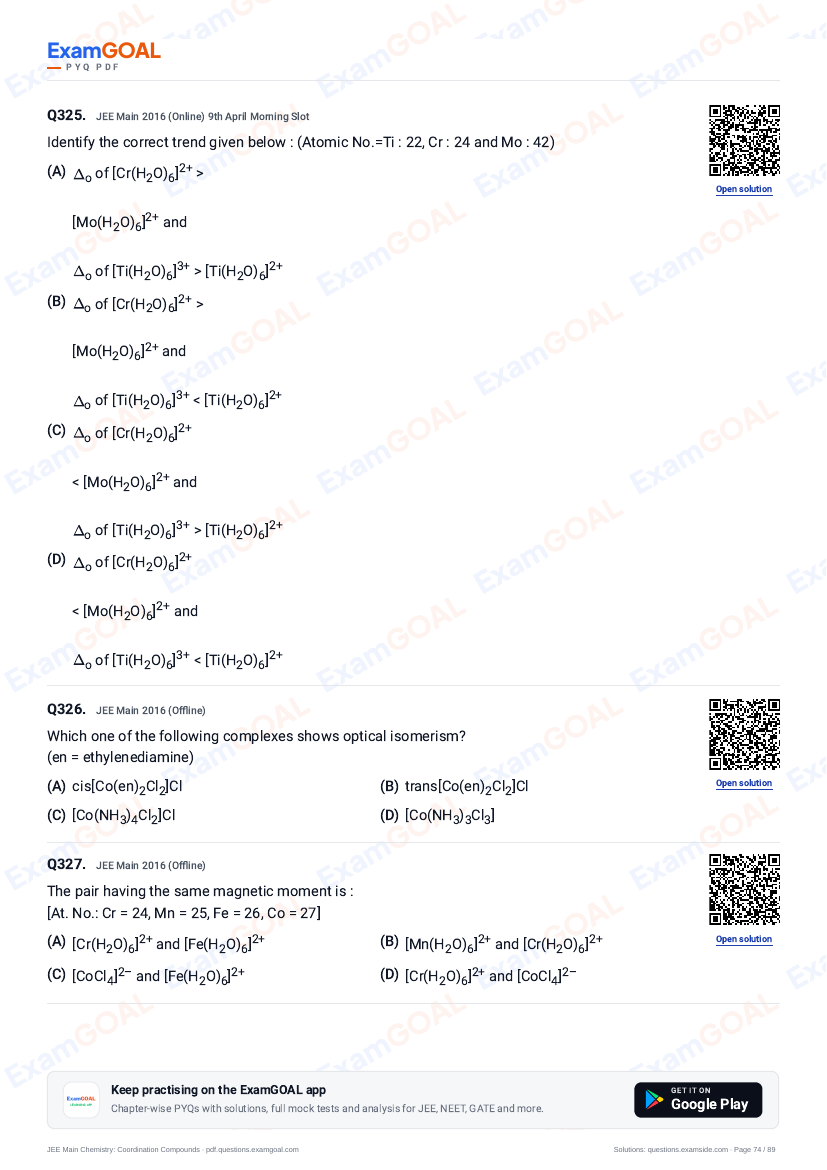 ExamGOAL
PYQ PDF
Q325. JEE Main 2016 (Online) 9th April Morning Slot
Identify the correct trend given below : (Atomic No.=Ti : 22, Cr : 24 and Mo : 42)
Open solution
(A) Δₒ of [Cr(H₂O)₆]²⁺ >
[Mo(H₂O)₆]²⁺ and
Δₒ of [Ti(H₂O)₆]³⁺ > [Ti(H₂O)₆]²⁺
(B) Δₒ of [Cr(H₂O)₆]²⁺ >
[Mo(H₂O)₆]²⁺ and
Δₒ of [Ti(H₂O)₆]³⁺ < [Ti(H₂O)₆]²⁺
(C) Δₒ of [Cr(H₂O)₆]²⁺
< [Mo(H₂O)₆]²⁺ and
Δₒ of [Ti(H₂O)₆]³⁺ > [Ti(H₂O)₆]²⁺
(D) Δₒ of [Cr(H₂O)₆]²⁺
< [Mo(H₂O)₆]²⁺ and
Δₒ of [Ti(H₂O)₆]³⁺ < [Ti(H₂O)₆]²⁺
Q326. JEE Main 2016 (Offline)
Which one of the following complexes shows optical isomerism?
(en = ethylenediamine)
Open solution
(A) cis[Co(en)₂Cl₂]Cl (B) trans[Co(en)₂Cl₂]Cl
(C) [Co(NH₃)₄Cl₂]Cl (D) [Co(NH₃)₃Cl₃]
Q327. JEE Main 2016 (Offline)
The pair having the same magnetic moment is :
[At. No.: Cr = 24, Mn = 25, Fe = 26, Co = 27]
Open solution
(A) [Cr(H₂O)₆]²⁺ and [Fe(H₂O)₆]²⁺ (B) [Mn(H₂O)₆]²⁺ and [Cr(H₂O)₆]²⁺
(C) [CoCl₄]²⁻ and [Fe(H₂O)₆]²⁺ (D) [Cr(H₂O)₆]²⁺ and [CoCl₄]²⁻
ExamGOAL
Keep practising on the ExamGOAL app
Chapter-wise PYQs with solutions, full mock tests and analysis for JEE, NEET, GATE and more.
GET IT ON
Google Play
JEE Main Chemistry: Coordination Compounds · pdf.questions.examgoal.com
Solutions: questions.examside.com · Page 74 / 89